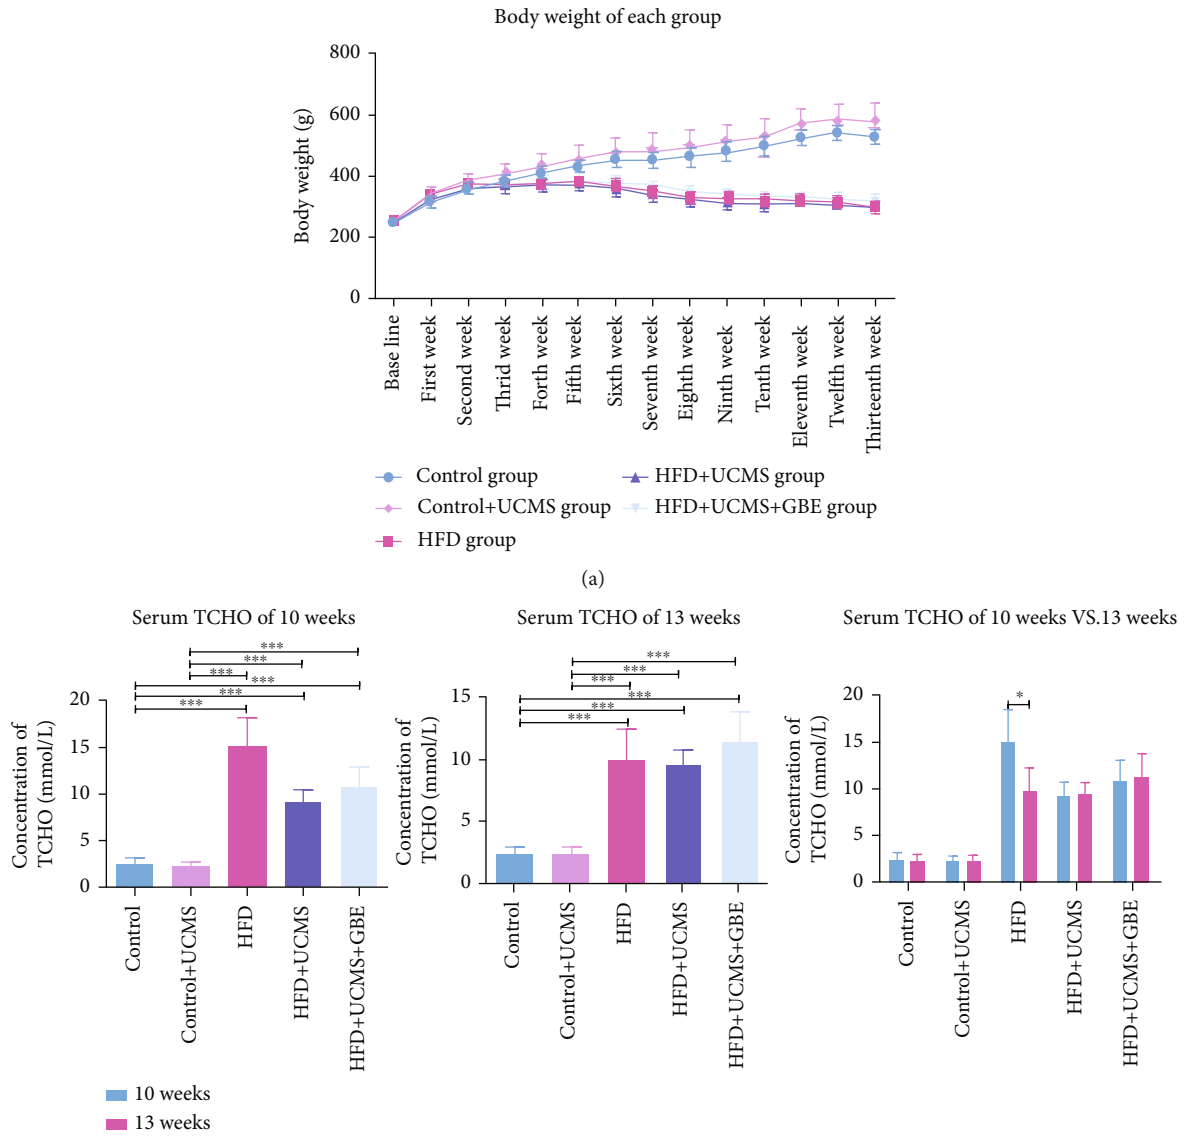 Body weight of each group
Body weight (g)
800
600
400
200
0
Base line
First week
Second week
Thrid week
Forth week
Fifth week
Sixth week
Seventh week
Eighth week
Ninth week
Tenth week
Eleventh week
Twelfth week
Thirteenth week
Control group
HFD+UCMS group
Control+UCMS group
HFD+UCMS+GBE group
HFD group
(a)
Serum TCHO of 10 weeks
***
***
***
***
***
***
Concentration of
TCHO (mmol/L)
20
15
10
5
0
Control
Control+UCMS
HFD
HFD+UCMS
HFD+UCMS+GBE
Serum TCHO of 13 weeks
***
***
***
***
***
***
Concentration of
TCHO (mmol/L)
15
10
5
0
Control
Control+UCMS
HFD
HFD+UCMS
HFD+UCMS+GBE
Serum TCHO of 10 weeks VS.13 weeks
*
Concentration of
TCHO (mmol/L)
20
15
10
5
0
Control
Control+UCMS
HFD
HFD+UCMS
HFD+UCMS+GBE
10 weeks
13 weeks